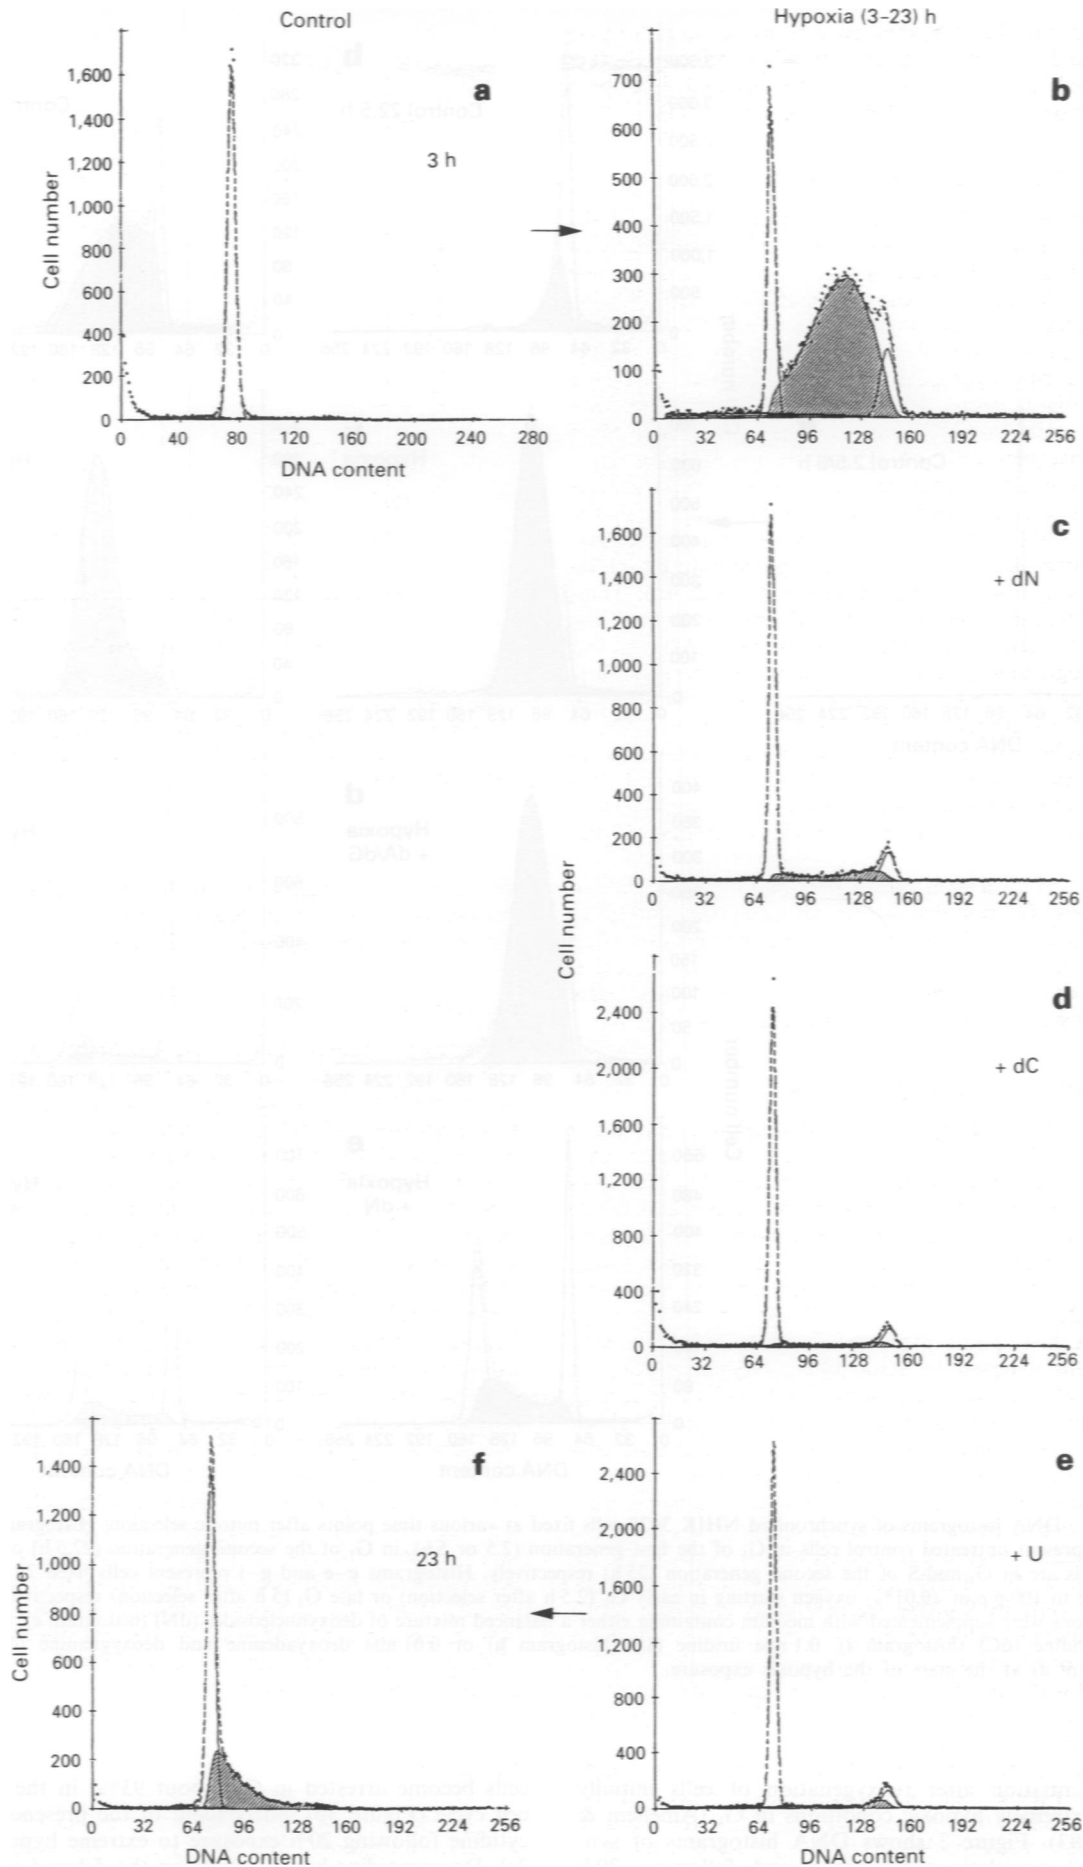 Control
Hypoxia (3–23) h
a
3 h
1,600
1,400
1,200
1,000
800
600
400
200
0
Cell number
0 40 80 120 160 200 240 280
DNA content
b
700
600
500
400
300
200
100
0
0 32 64 96 128 160 192 224 256
c
+ dN
1,600
1,400
1,200
1,000
800
600
400
200
0
0 32 64 96 128 160 192 224 256
Cell number
d
+ dC
2,400
2,000
1,600
1,200
800
400
0
0 32 64 96 128 160 192 224 256
f
23 h
1,400
1,200
1,000
800
600
400
200
0
Cell number
0 32 64 96 128 160 192 224 256
DNA content
e
+ U
2,400
2,000
1,600
1,200
800
400
0
0 32 64 96 128 160 192 224 256
DNA content